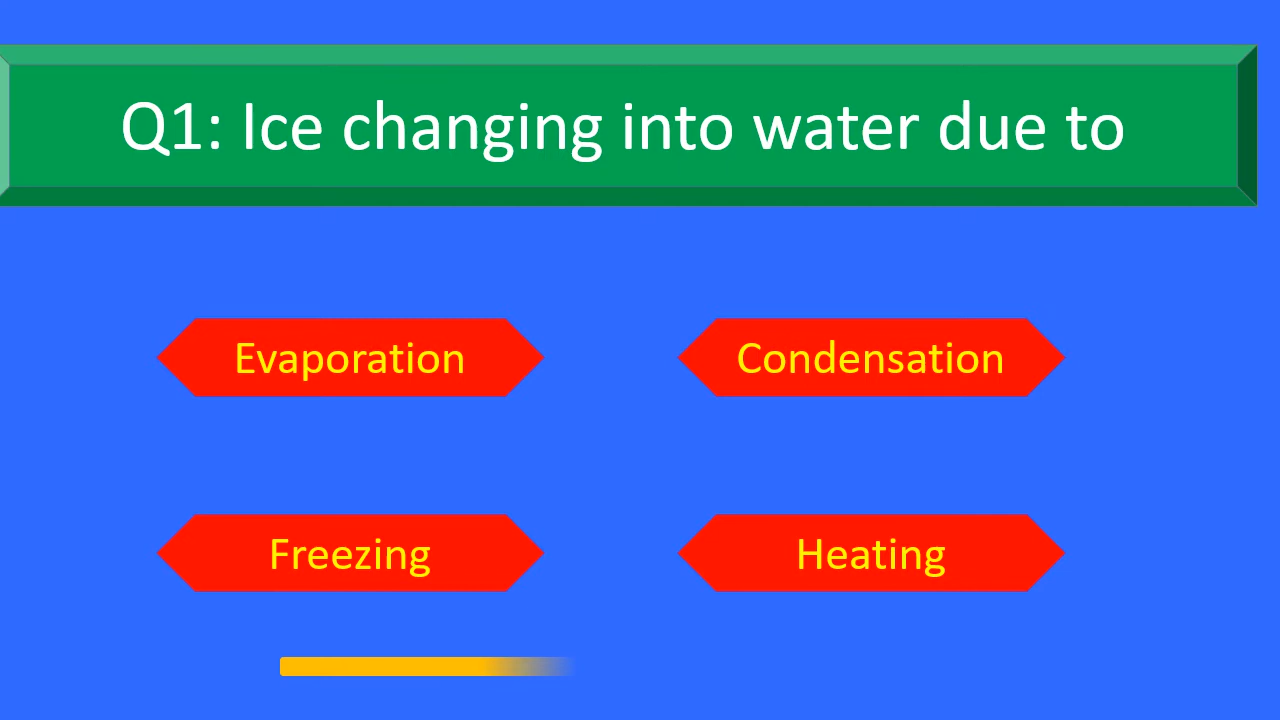 Q1: Ice changing into water due to
Evaporation
Condensation
Freezing
Heating